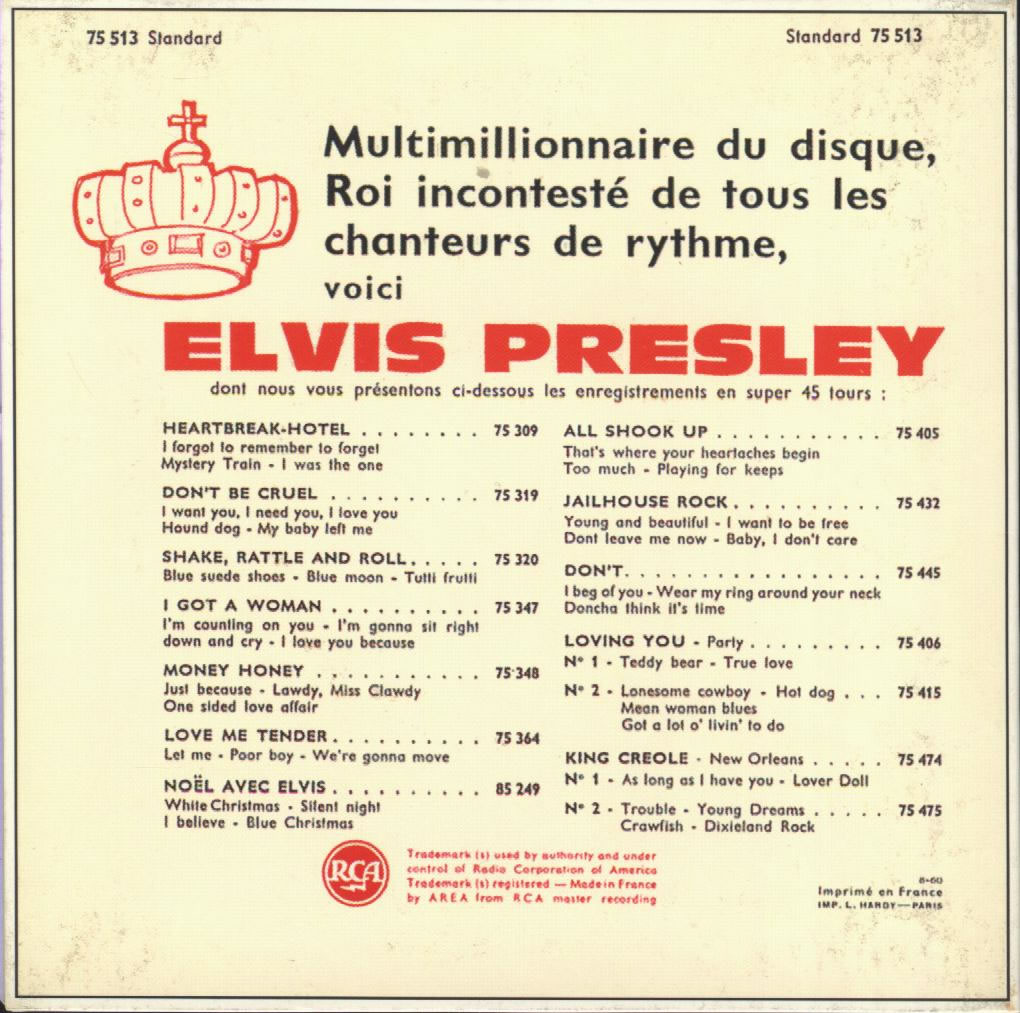 75 513 Standard
Standard 75 513
Multimillionnaire du disque,
Roi incontesté de tous les
chanteurs de rythme,
voici
ELVIS PRESLEY
dont nous vous présentons ci-dessous les enregistrements en super 45 tours :
HEARTBREAK-HOTEL . . . . . . . . 75 309
I forgot to remember to forget
Mystery Train - I was the one
DON'T BE CRUEL . . . . . . . . . . 75 319
I want you, I need you, I love you
Hound dog - My baby left me
SHAKE, RATTLE AND ROLL. . . . . 75 320
Blue suede shoes - Blue moon - Tutti frutti
I GOT A WOMAN . . . . . . . . . . 75 347
I'm counting on you - I'm gonna sit right
down and cry - I love you because
MONEY HONEY . . . . . . . . . . . 75 348
Just because - Lawdy, Miss Clawdy
One sided love affair
LOVE ME TENDER . . . . . . . . . . 75 364
Let me - Poor boy - We're gonna move
NOËL AVEC ELVIS . . . . . . . . . . 85 249
White Christmas - Silent night
I believe - Blue Christmas
ALL SHOOK UP . . . . . . . . . . . 75 405
That's where your heartaches begin
Too much - Playing for keeps
JAILHOUSE ROCK . . . . . . . . . . 75 432
Young and beautiful - I want to be free
Dont leave me now - Baby, I don't care
DON'T. . . . . . . . . . . . . . . . . 75 445
I beg of you - Wear my ring around your neck
Doncha think it's time
LOVING YOU - Party . . . . . . . . . 75 406
N° 1 - Teddy bear - True love
N° 2 - Lonesome cowboy - Hot dog . . . 75 415
Mean woman blues
Got a lot o' livin' to do
KING CREOLE - New Orleans . . . . . 75 474
N° 1 - As long as I have you - Lover Doll
N° 2 - Trouble - Young Dreams . . . . . 75 475
Crawfish - Dixieland Rock
RCA
Trademark (s) used by authority and under
control of Radio Corporation of America
Trademark (s) registered — Made in France
by AREA from RCA master recording
8-60
Imprimé en France
IMP. L. HARDY—PARIS